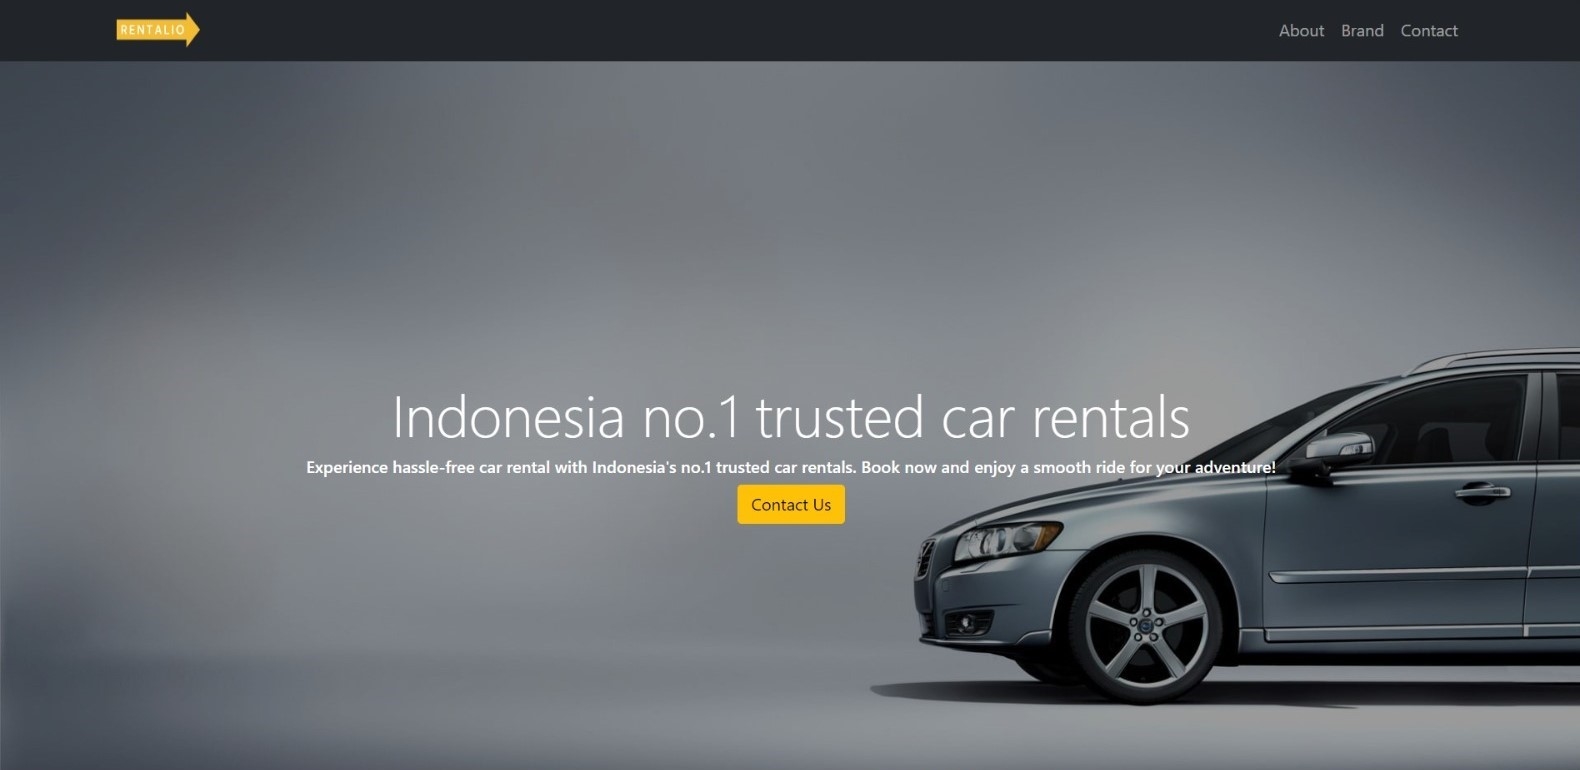 RENTALIO
About Brand Contact
Indonesia no.1 trusted car rentals
Experience hassle-free car rental with Indonesia's no.1 trusted car rentals. Book now and enjoy a smooth ride for your adventure!
Contact Us